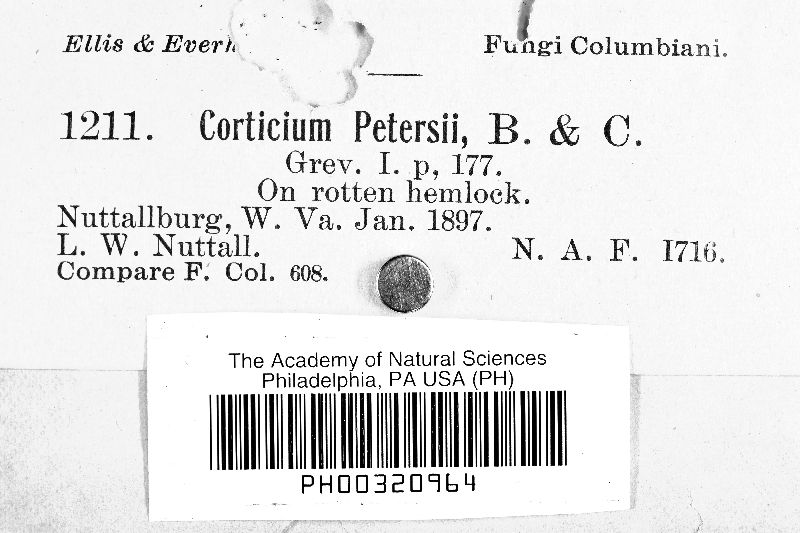 Ellis & Everh Fungi Columbiani.
1211. Corticium Petersii, B. & C.
Grev. I. p, 177.
On rotten hemlock.
Nuttallburg, W. Va. Jan. 1897.
L. W. Nuttall. N. A. F. 1716.
Compare F. Col. 608.
The Academy of Natural Sciences
Philadelphia, PA USA (PH)
PH00320964